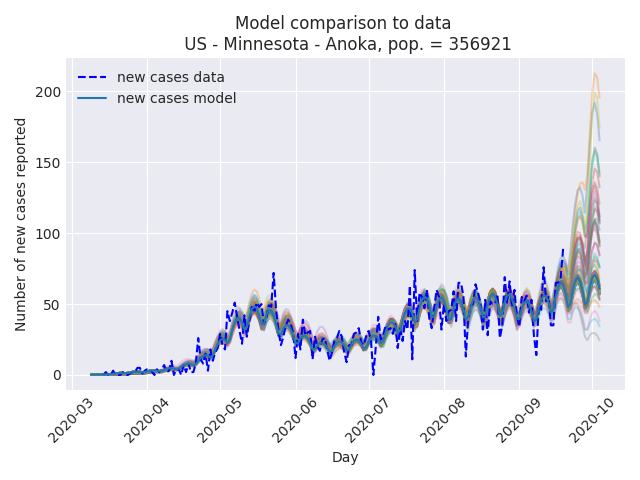 Model comparison to data
US - Minnesota - Anoka, pop. = 356921
new cases data
new cases model
Number of new cases reported
200
150
100
50
0
2020-03
2020-04
2020-05
2020-06
2020-07
2020-08
2020-09
2020-10
Day